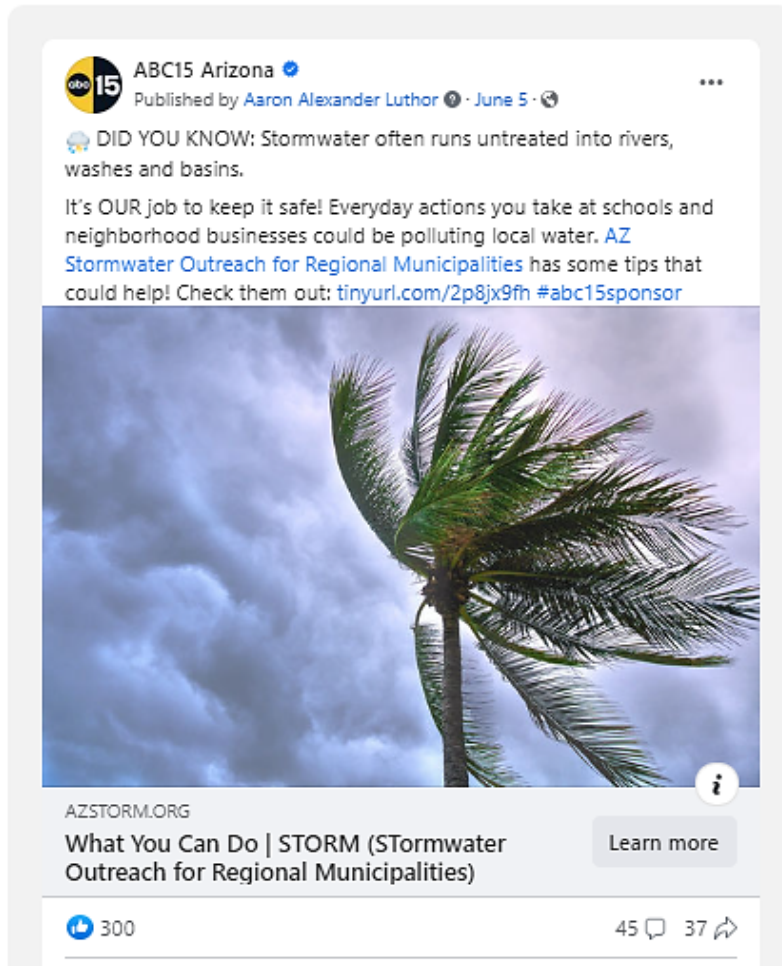 abc 15
ABC15 Arizona
Published by Aaron Alexander Luthor · June 5 ·
DID YOU KNOW: Stormwater often runs untreated into rivers,
washes and basins.
It's OUR job to keep it safe! Everyday actions you take at schools and
neighborhood businesses could be polluting local water. AZ
Stormwater Outreach for Regional Municipalities has some tips that
could help! Check them out: tinyurl.com/2p8jx9fh #abc15sponsor
i
AZSTORM.ORG
What You Can Do | STORM (STormwater
Outreach for Regional Municipalities)
Learn more
300
45
37